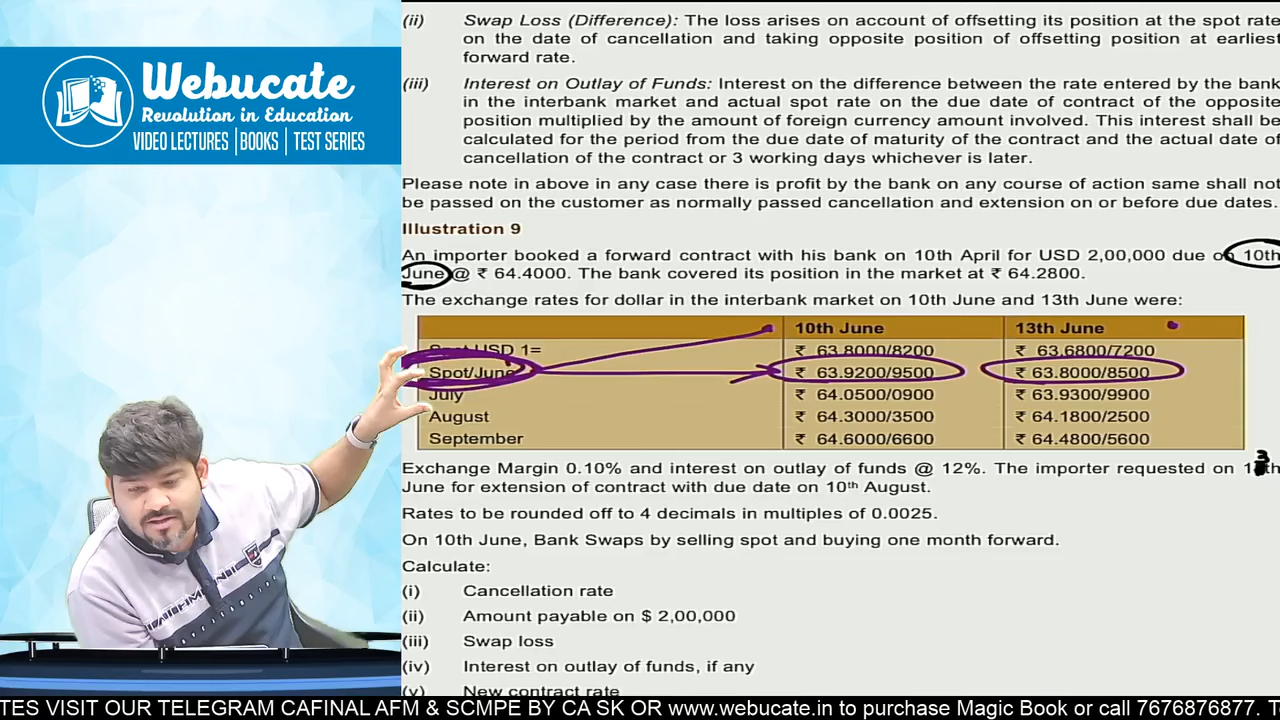 Webucate
Revolution in Education
VIDEO LECTURES | BOOKS | TEST SERIES
(ii) Swap Loss (Difference): The loss arises on account of offsetting its position at the spot rate
on the date of cancellation and taking opposite position of offsetting position at earliest
forward rate.
(iii) Interest on Outlay of Funds: Interest on the difference between the rate entered by the bank
in the interbank market and actual spot rate on the due date of contract of the opposite
position multiplied by the amount of foreign currency amount involved. This interest shall be
calculated for the period from the due date of maturity of the contract and the actual date of
cancellation of the contract or 3 working days whichever is later.
Please note in above in any case there is profit by the bank on any course of action same shall not
be passed on the customer as normally passed cancellation and extension on or before due dates.
Illustration 9
An importer booked a forward contract with his bank on 10th April for USD 2,00,000 due on 10th
June @ ₹ 64.4000. The bank covered its position in the market at ₹ 64.2800.
The exchange rates for dollar in the interbank market on 10th June and 13th June were:
10th June 13th June
Spot USD 1= ₹ 63.8000/8200 ₹ 63.6800/7200
Spot/June ₹ 63.9200/9500 ₹ 63.8000/8500
July ₹ 64.0500/0900 ₹ 63.9300/9900
August ₹ 64.3000/3500 ₹ 64.1800/2500
September ₹ 64.6000/6600 ₹ 64.4800/5600
Exchange Margin 0.10% and interest on outlay of funds @ 12%. The importer requested on 13th
June for extension of contract with due date on 10th August.
Rates to be rounded off to 4 decimals in multiples of 0.0025.
On 10th June, Bank Swaps by selling spot and buying one month forward.
Calculate:
(i) Cancellation rate
(ii) Amount payable on $ 2,00,000
(iii) Swap loss
(iv) Interest on outlay of funds, if any
(v) New contract rate
TES VISIT OUR TELEGRAM CAFINAL AFM & SCMPE BY CA SK OR www.webucate.in to purchase Magic Book or call 7676876877. T